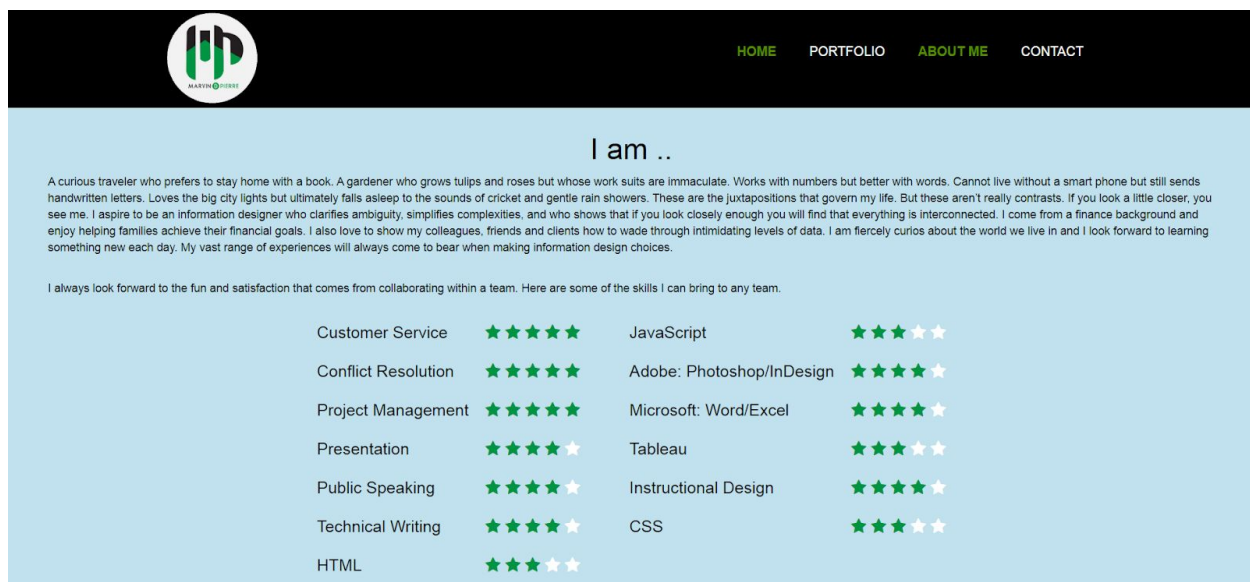 MARVIN S PIERRE
HOME PORTFOLIO ABOUT ME CONTACT
I am ..
A curious traveler who prefers to stay home with a book. A gardener who grows tulips and roses but whose work suits are immaculate. Works with numbers but better with words. Cannot live without a smart phone but still sends
handwritten letters. Loves the big city lights but ultimately falls asleep to the sounds of cricket and gentle rain showers. These are the juxtapositions that govern my life. But these aren't really contrasts. If you look a little closer, you
see me. I aspire to be an information designer who clarifies ambiguity, simplifies complexities, and who shows that if you look closely enough you will find that everything is interconnected. I come from a finance background and
enjoy helping families achieve their financial goals. I also love to show my colleagues, friends and clients how to wade through intimidating levels of data. I am fiercely curios about the world we live in and I look forward to learning
something new each day. My vast range of experiences will always come to bear when making information design choices.
I always look forward to the fun and satisfaction that comes from collaborating within a team. Here are some of the skills I can bring to any team.
Customer Service JavaScript
Conflict Resolution Adobe: Photoshop/InDesign
Project Management Microsoft: Word/Excel
Presentation Tableau
Public Speaking Instructional Design
Technical Writing CSS
HTML